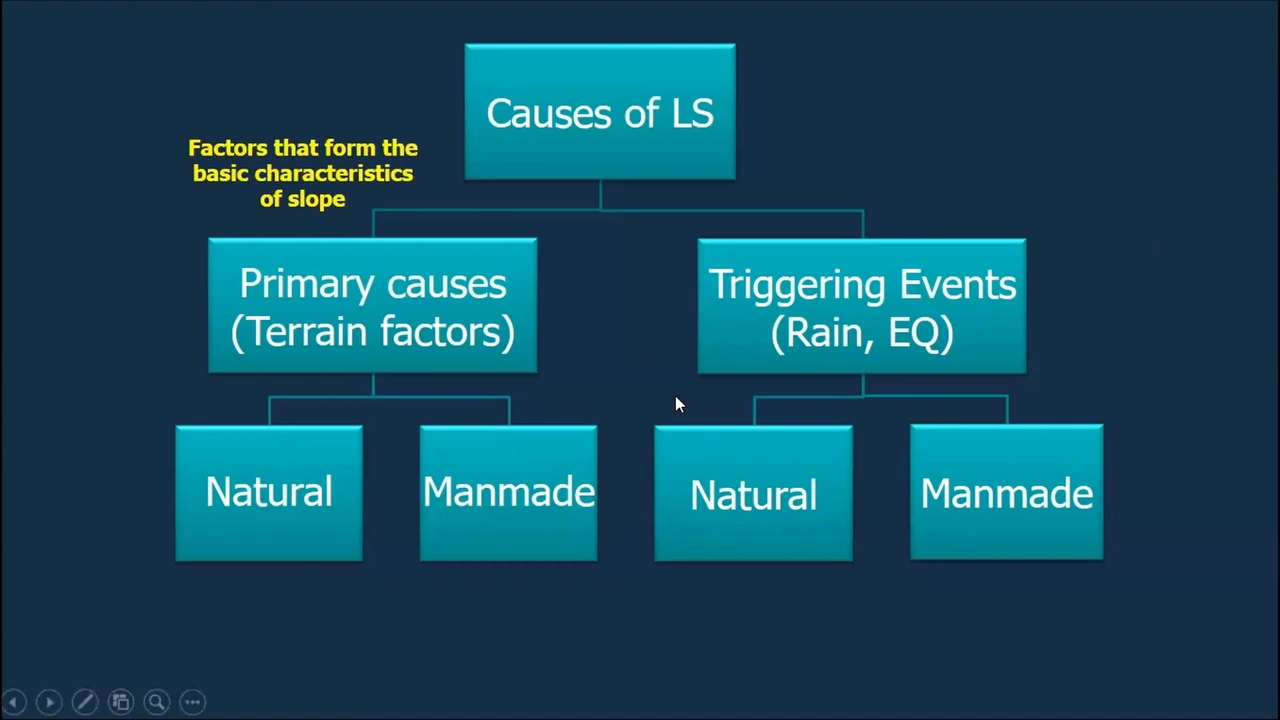 Causes of LS
Factors that form the
basic characteristics
of slope
Primary causes
(Terrain factors)
Triggering Events
(Rain, EQ)
Natural
Manmade
Natural
Manmade